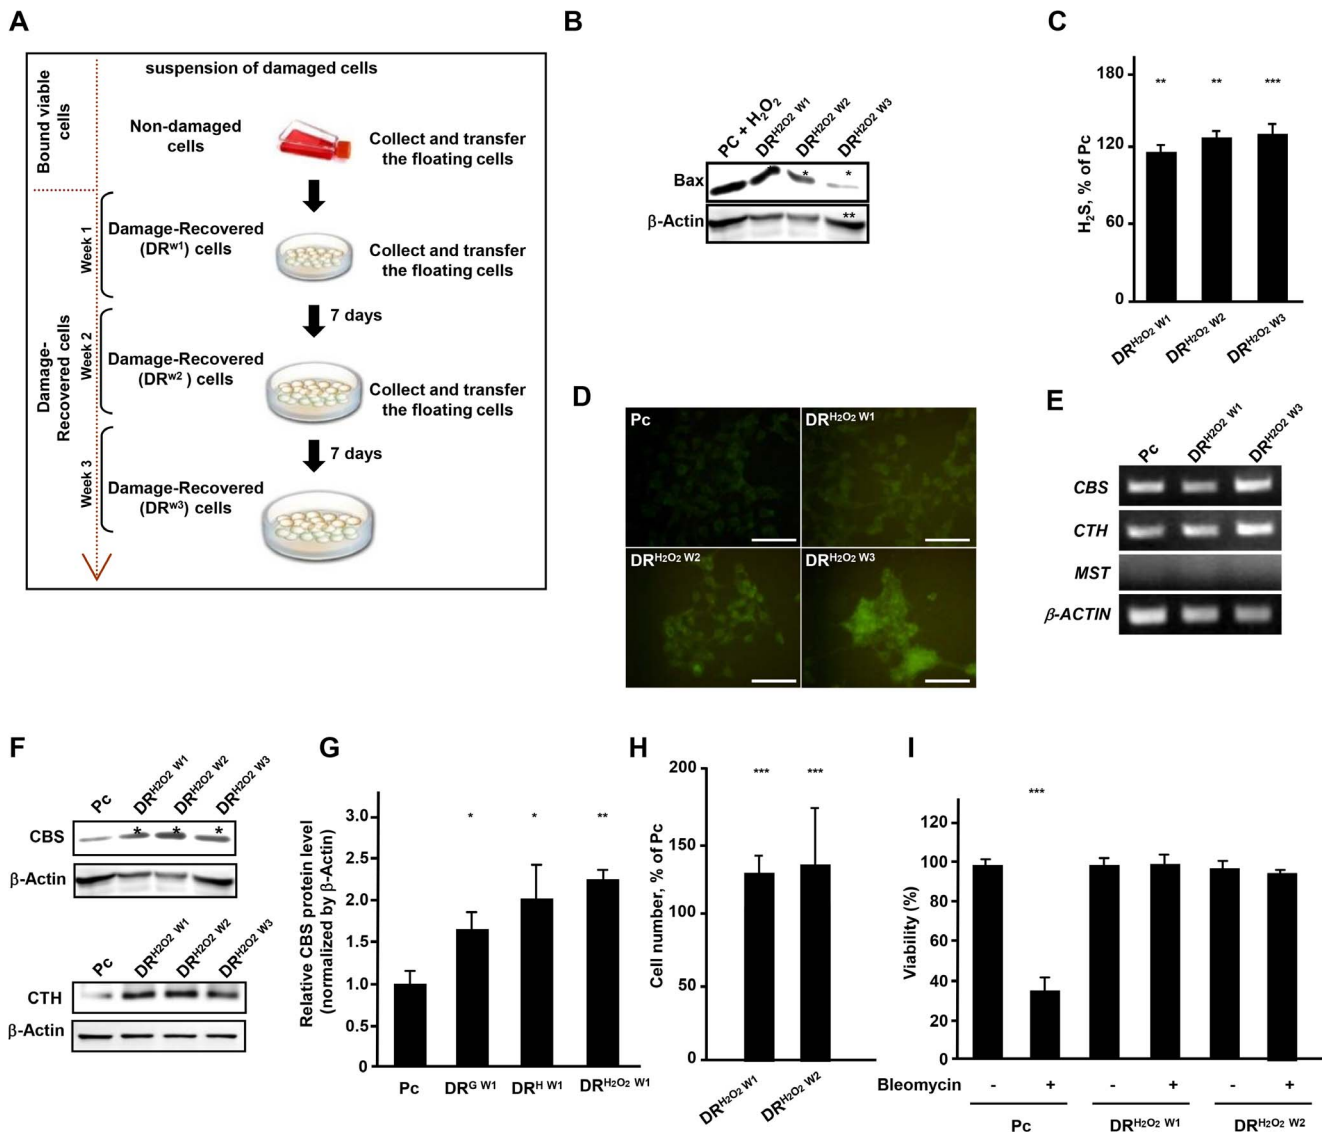 A
suspension of damaged cells
Bound viable
cells
Non-damaged
cells
Collect and transfer
the floating cells
Damage-
Recovered cells
Week 1
Damage-Recovered
(DRw1) cells
Collect and transfer
the floating cells
7 days
Week 2
Damage-Recovered
(DRw2 ) cells
Collect and transfer
the floating cells
7 days
Week 3
Damage-Recovered
(DRw3) cells
B
PC + H2O2
DRH2O2 W1
DRH2O2 W2
DRH2O2 W3
Bax
* *
β-Actin
**
C
H2S, % of Pc
180
120
60
0
** ** ***
DRH2O2 W1
DRH2O2 W2
DRH2O2 W3
D
Pc
DRH2O2 W1
DRH2O2 W2
DRH2O2 W3
E
Pc
DRH2O2 W1
DRH2O2 W3
CBS
CTH
MST
β-ACTIN
F
Pc
DRH2O2 W1
DRH2O2 W2
DRH2O2 W3
CBS
* * *
β-Actin
Pc
DRH2O2 W1
DRH2O2 W2
DRH2O2 W3
CTH
β-Actin
G
Relative CBS protein level
(normalized by β-Actin)
3.0
2.0
1.5
1.0
0.5
0
* * **
Pc
DRG W1
DRH W1
DRH2O2 W1
H
Cell number, % of Pc
200
150
100
50
0
*** ***
DRH2O2 W1
DRH2O2 W2
I
Viability (%)
120
100
80
60
40
20
0
***
Bleomycin - + - + - +
Pc
DRH2O2 W1
DRH2O2 W2